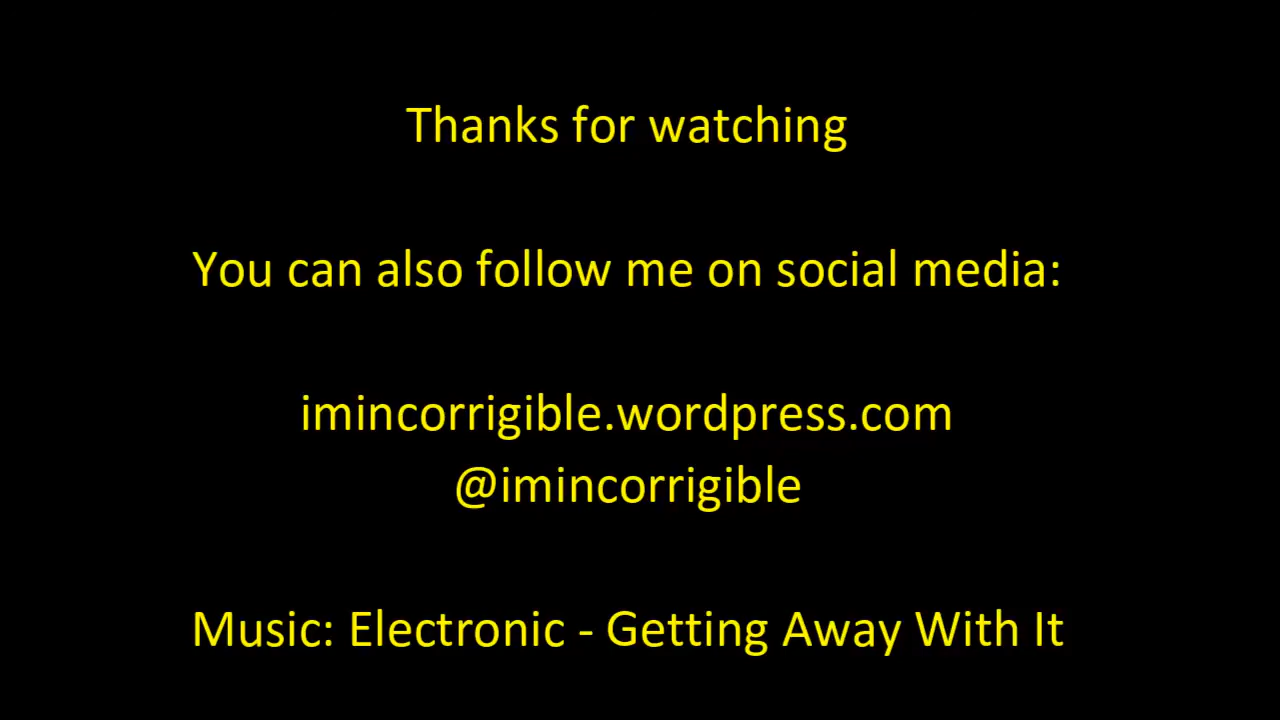 Thanks for watching
You can also follow me on social media:
imincorrigible.wordpress.com
@imincorrigible
Music: Electronic - Getting Away With It